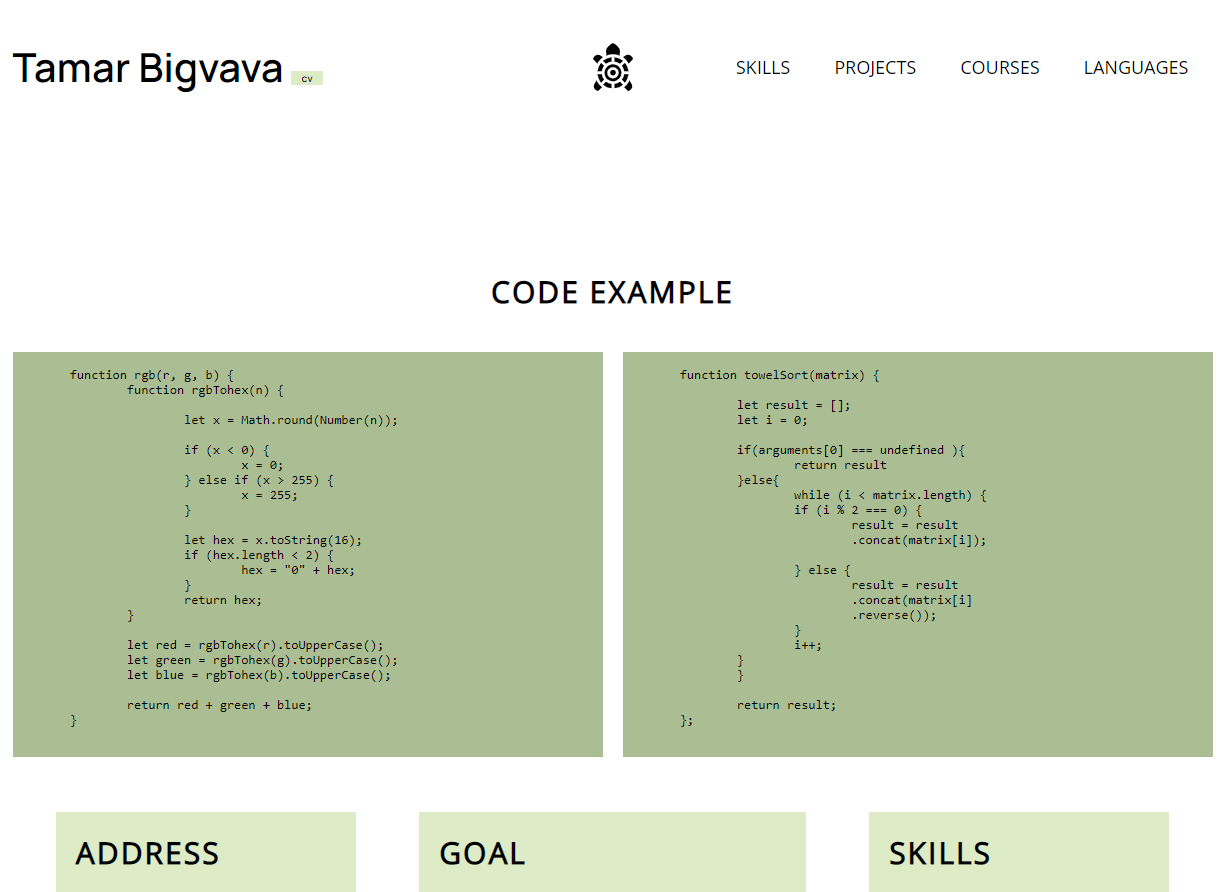 Tamar Bigvava cv
SKILLS PROJECTS COURSES LANGUAGES
CODE EXAMPLE
function rgb(r, g, b) {
function rgbTohex(n) {
let x = Math.round(Number(n));
if (x < 0) {
x = 0;
} else if (x > 255) {
x = 255;
}
let hex = x.toString(16);
if (hex.length < 2) {
hex = "0" + hex;
}
return hex;
}
let red = rgbTohex(r).toUpperCase();
let green = rgbTohex(g).toUpperCase();
let blue = rgbTohex(b).toUpperCase();
return red + green + blue;
}
function towelSort(matrix) {
let result = [];
let i = 0;
if(arguments[0] === undefined ){
return result
}else{
while (i < matrix.length) {
if (i % 2 === 0) {
result = result
.concat(matrix[i]);
} else {
result = result
.concat(matrix[i]
.reverse());
}
i++;
}
}
return result;
};
ADDRESS
GOAL
SKILLS